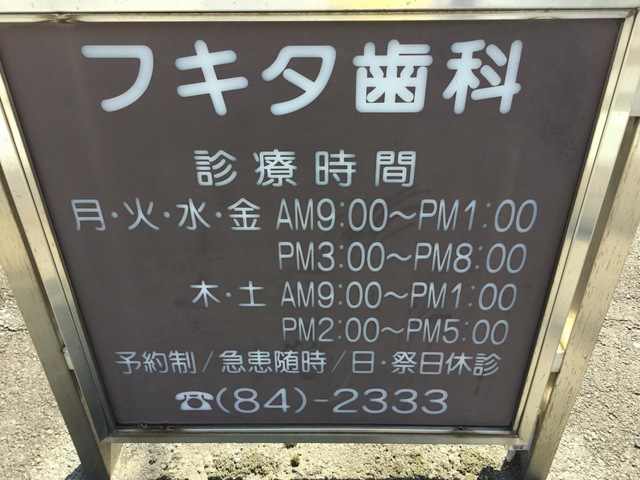 フキタ歯科
診療時間
月・火・水・金 AM9:00〜PM1:00
PM3:00〜PM8:00
木・土 AM9:00〜PM1:00
PM2:00〜PM5:00
予約制/急患随時/日・祭日休診
☎(84)-2333